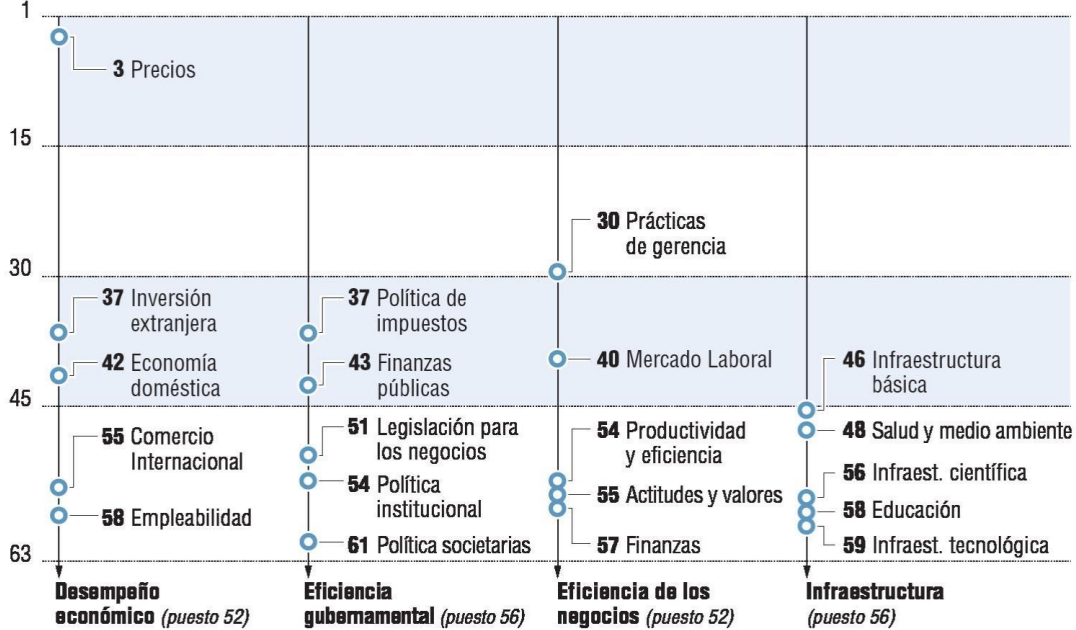 1
15
30
45
63
3 Precios
37 Inversión
extranjera
42 Economía
doméstica
55 Comercio
Internacional
58 Empleabilidad
Desempeño
económico (puesto 52)
37 Política de
impuestos
43 Finanzas
públicas
51 Legislación para
los negocios
54 Política
institucional
61 Política societarias
Eficiencia
gubernamental (puesto 56)
30 Prácticas
de gerencia
40 Mercado Laboral
54 Productividad
y eficiencia
55 Actitudes y valores
57 Finanzas
Eficiencia de los
negocios (puesto 52)
46 Infraestructura
básica
48 Salud y medio ambiente
56 Infraest. científica
58 Educación
59 Infraest. tecnológica
Infraestructura
(puesto 56)